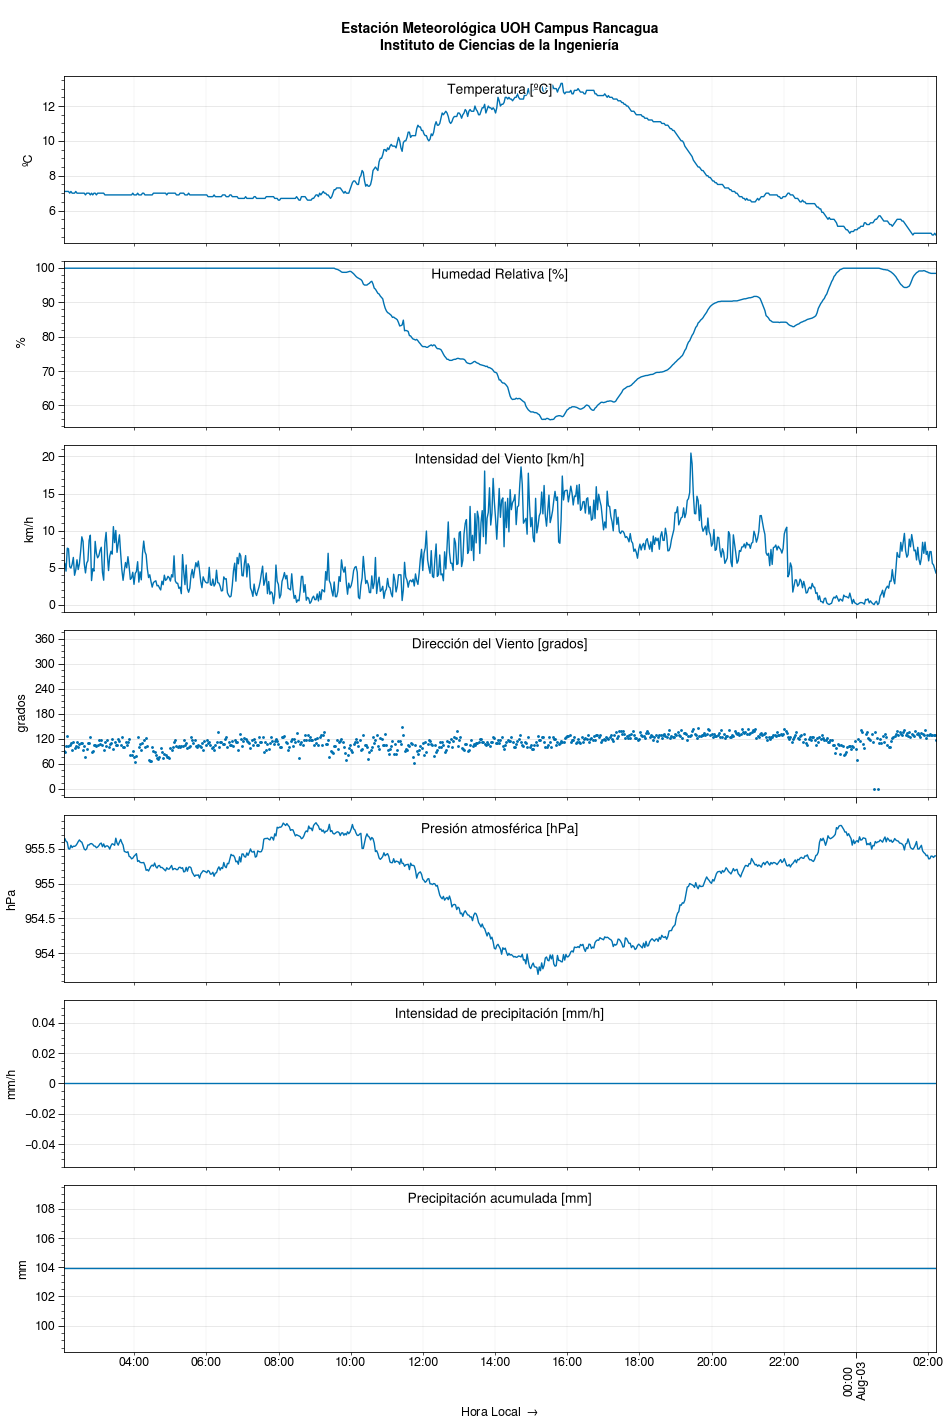 Estación Meteorológica UOH Campus Rancagua
Instituto de Ciencias de la Ingeniería
Temperatura [ºC]
ºC
12
10
8
6
Humedad Relativa [%]
%
100
90
80
70
60
Intensidad del Viento [km/h]
km/h
20
15
10
5
0
Dirección del Viento [grados]
grados
360
300
240
180
120
60
0
Presión atmosférica [hPa]
hPa
955.5
955
954.5
954
Intensidad de precipitación [mm/h]
mm/h
0.04
0.02
0
−0.02
−0.04
Precipitación acumulada [mm]
mm
108
106
104
102
100
04:00 06:00 08:00 10:00 12:00 14:00 16:00 18:00 20:00 22:00 00:00 02:00
Aug-03
Hora Local →